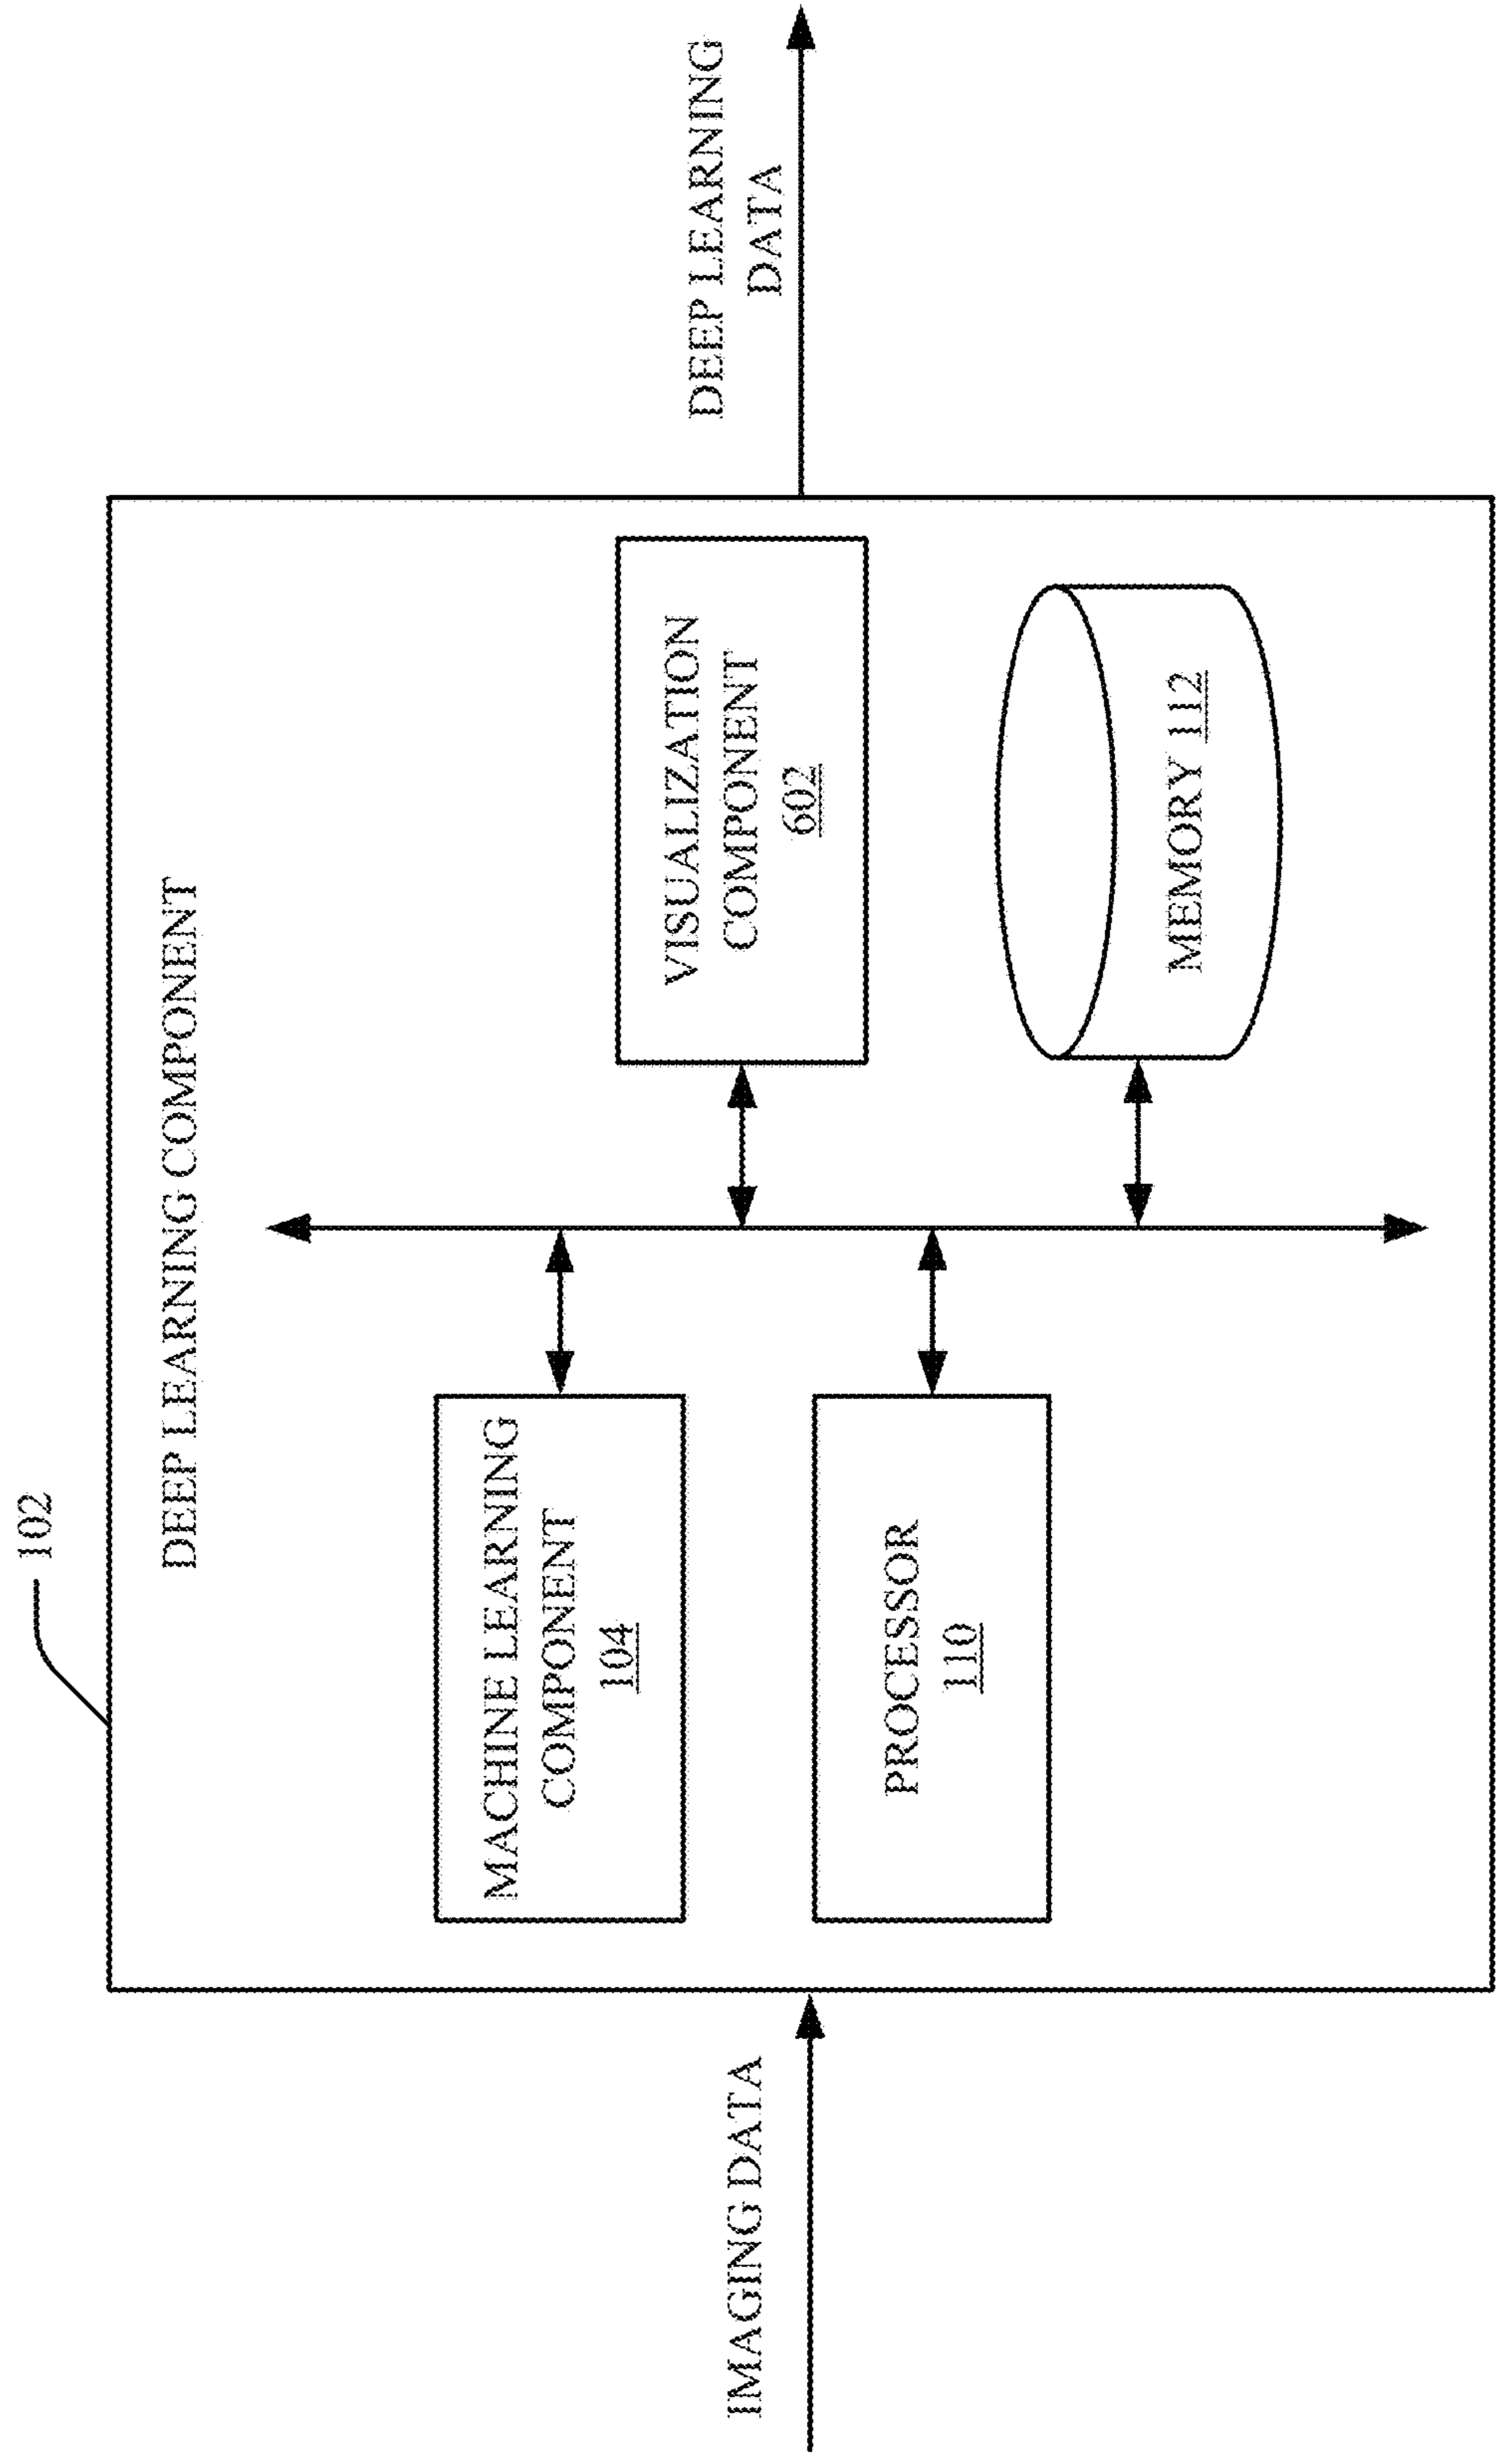 102
DEEP LEARNING COMPONENT
MACHINE LEARNING
COMPONENT
104
VISUALIZATION
COMPONENT
602
PROCESSOR
110
MEMORY 112
IMAGING DATA
DEEP LEARNING
DATA